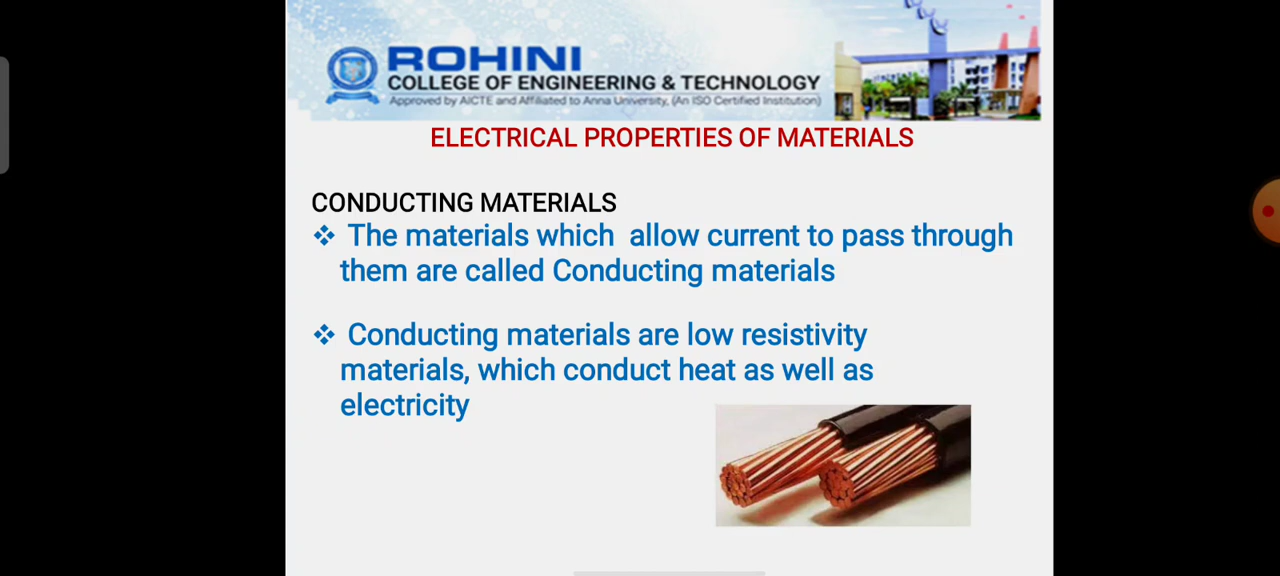 ROHINI
COLLEGE OF ENGINEERING & TECHNOLOGY
Approved by AICTE and Affiliated to Anna University, (An ISO Certified Institution)
ELECTRICAL PROPERTIES OF MATERIALS
CONDUCTING MATERIALS
❖ The materials which allow current to pass through
them are called Conducting materials
❖ Conducting materials are low resistivity
materials, which conduct heat as well as
electricity